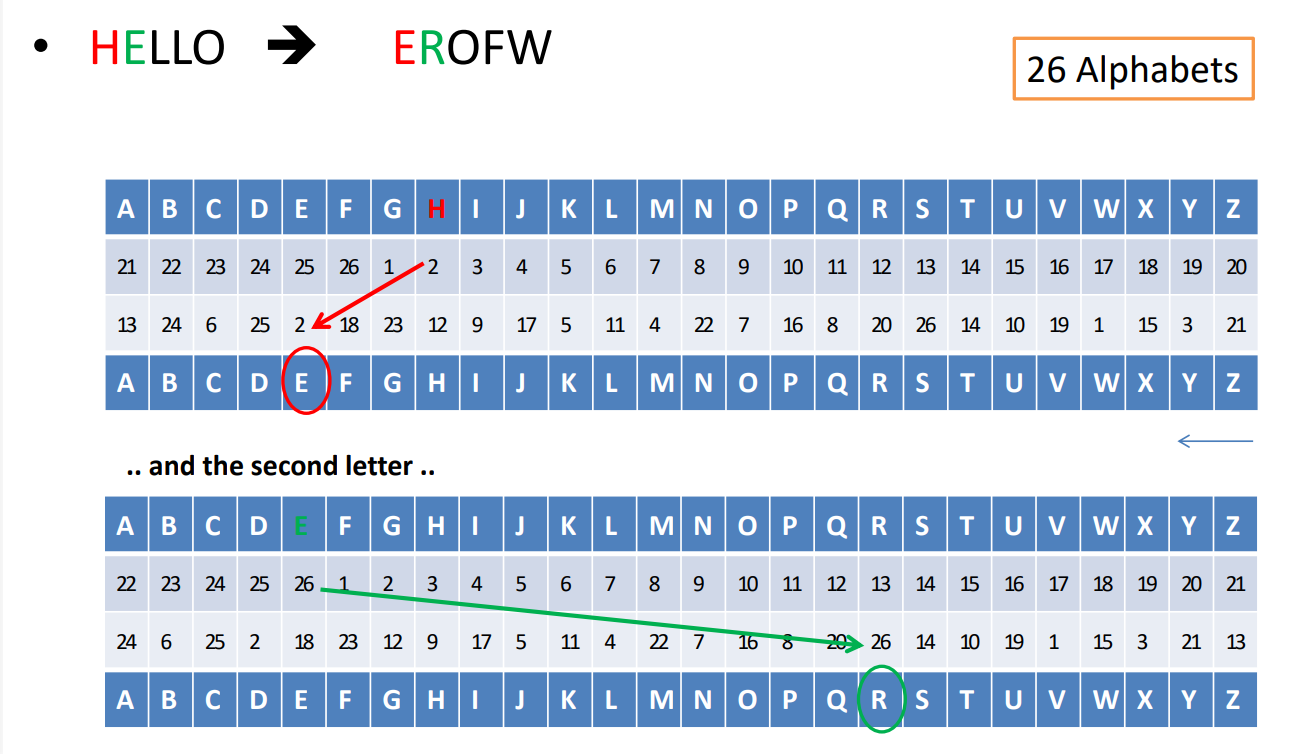 • HELLO ➔ EROFW
26 Alphabets
A B C D E F G H I J K L M N O P Q R S T U V W X Y Z
21 22 23 24 25 26 1 2 3 4 5 6 7 8 9 10 11 12 13 14 15 16 17 18 19 20
13 24 6 25 2 18 23 12 9 17 5 11 4 22 7 16 8 20 26 14 10 19 1 15 3 21
A B C D E F G H I J K L M N O P Q R S T U V W X Y Z
.. and the second letter ..
A B C D E F G H I J K L M N O P Q R S T U V W X Y Z
22 23 24 25 26 1 2 3 4 5 6 7 8 9 10 11 12 13 14 15 16 17 18 19 20 21
24 6 25 2 18 23 12 9 17 5 11 4 22 7 16 8 20 26 14 10 19 1 15 3 21 13
A B C D E F G H I J K L M N O P Q R S T U V W X Y Z